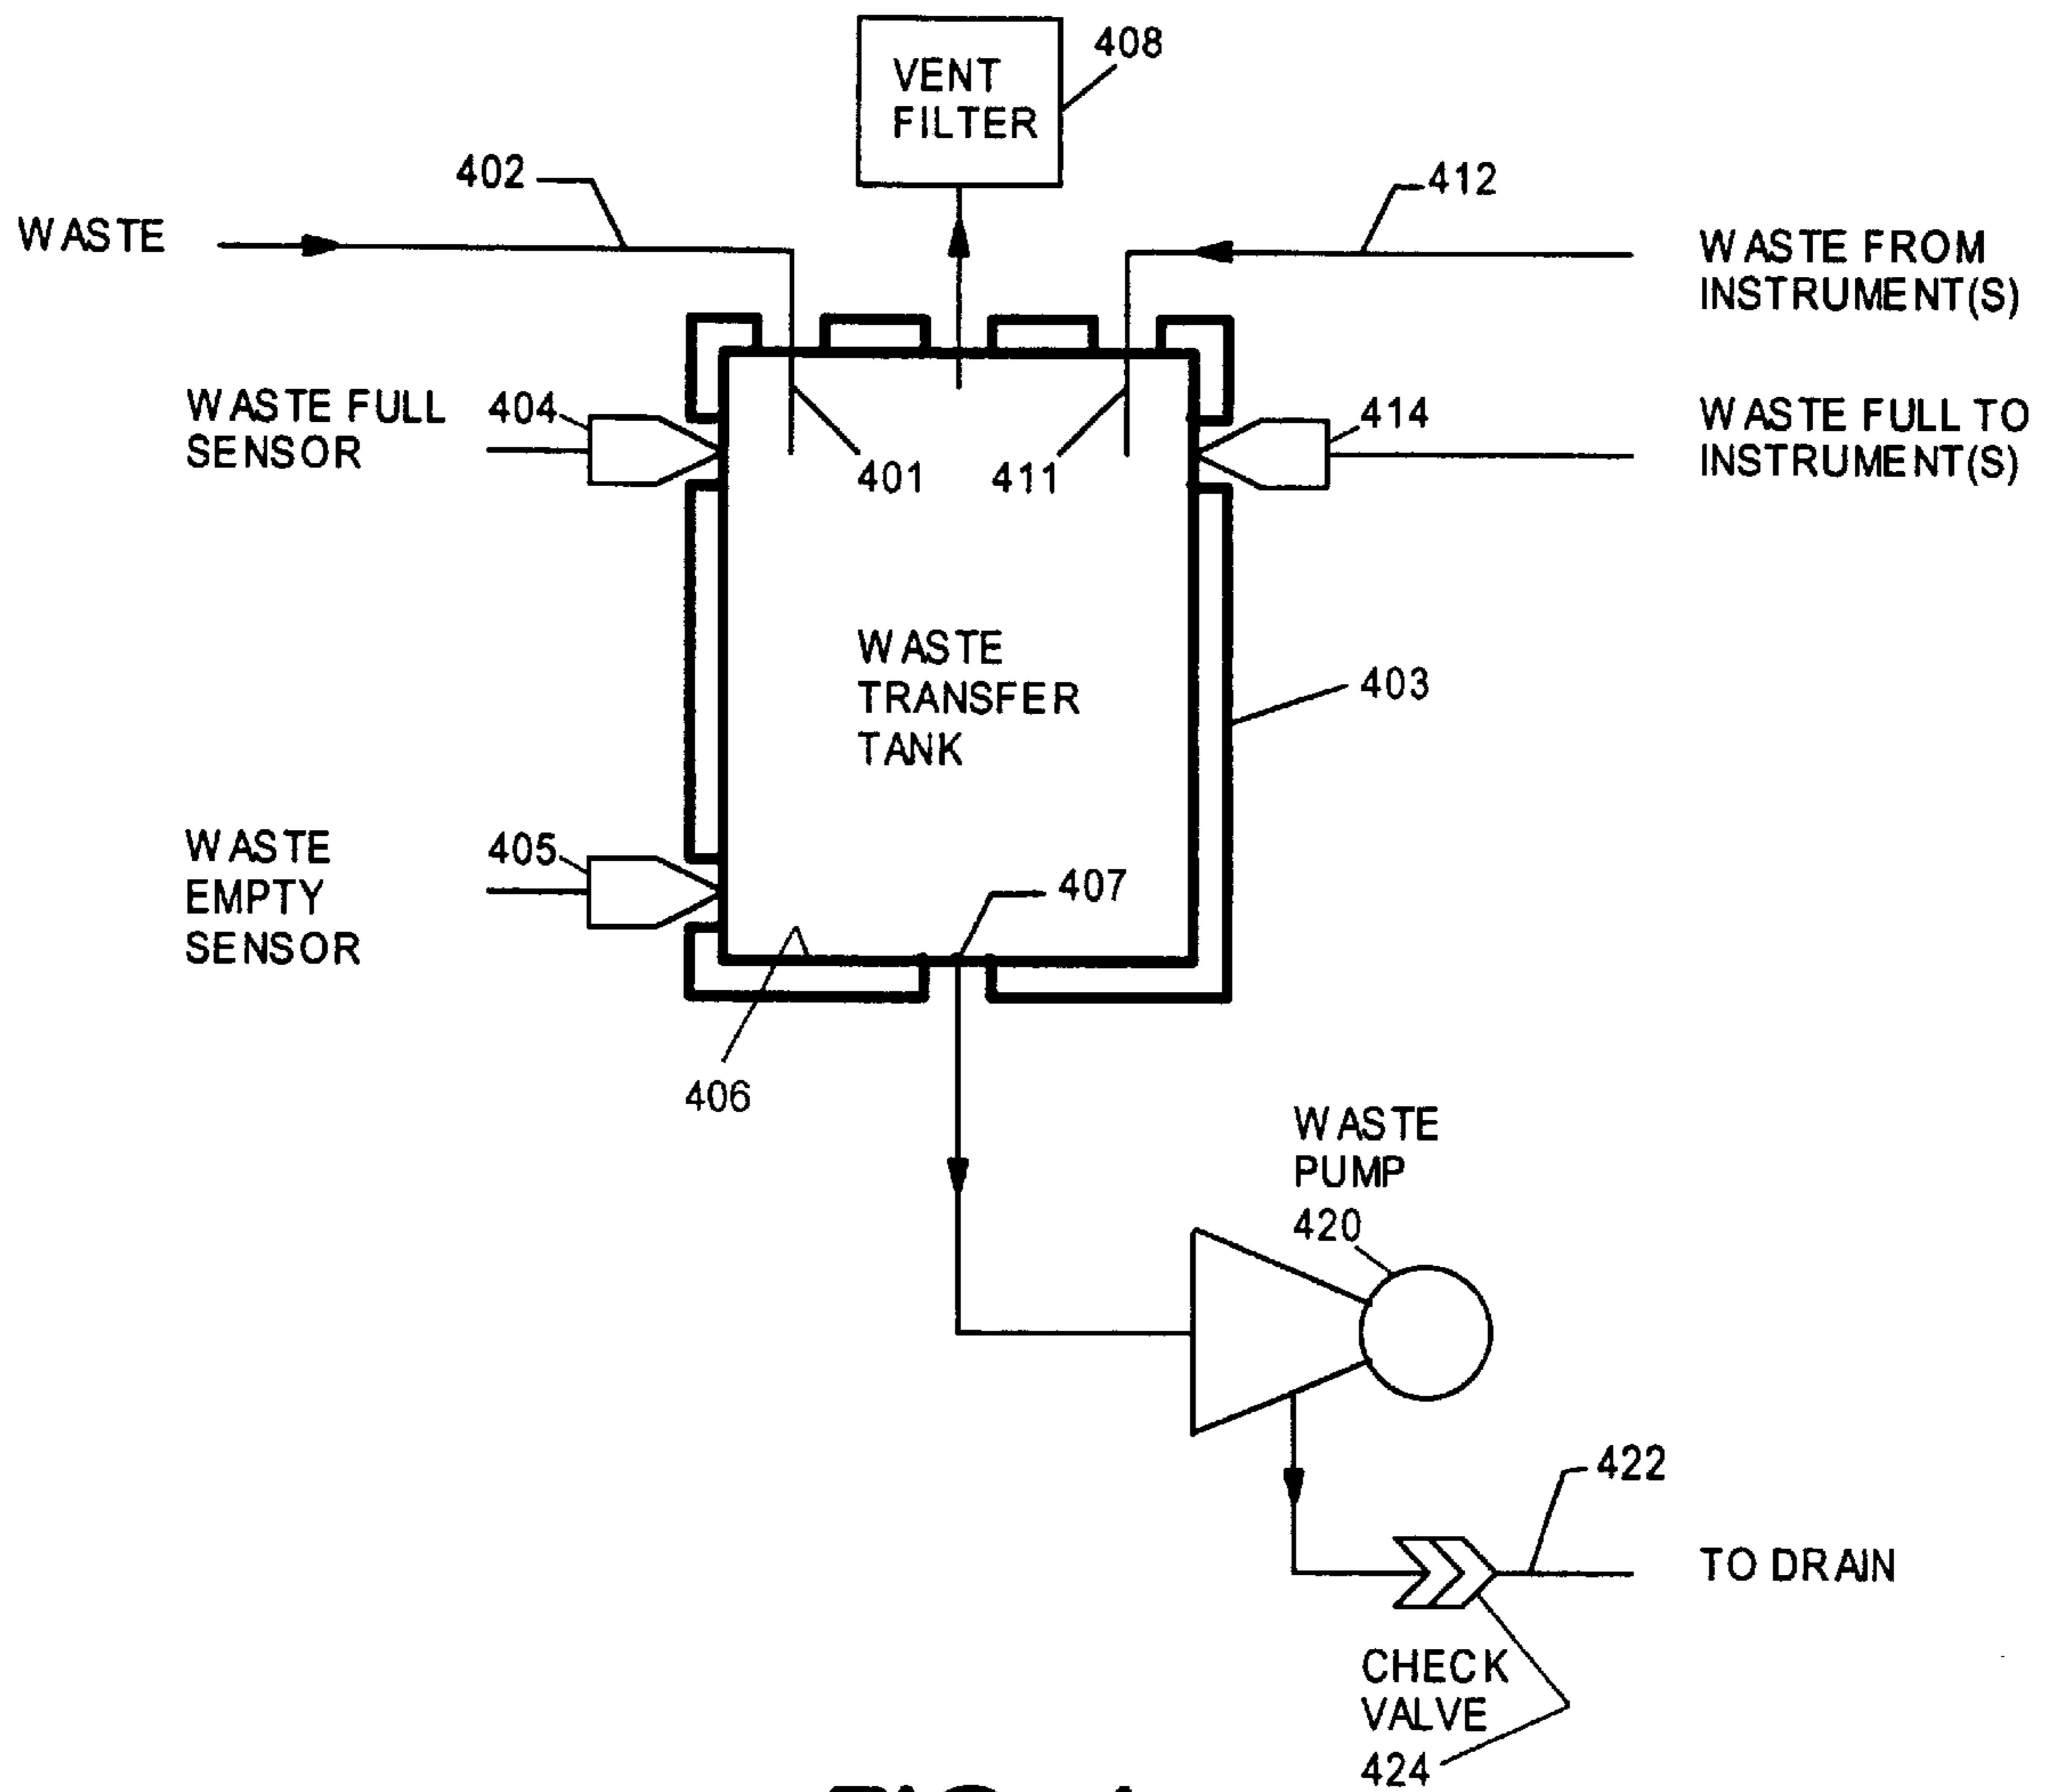 VENT
FILTER
408
402
412
WASTE
WASTE FROM
INSTRUMENT(S)
WASTE FULL
SENSOR
404
401
411
414
WASTE FULL TO
INSTRUMENT(S)
WASTE
TRANSFER
TANK
403
WASTE
EMPTY
SENSOR
405
407
406
WASTE
PUMP
420
422
TO DRAIN
CHECK
VALVE
424